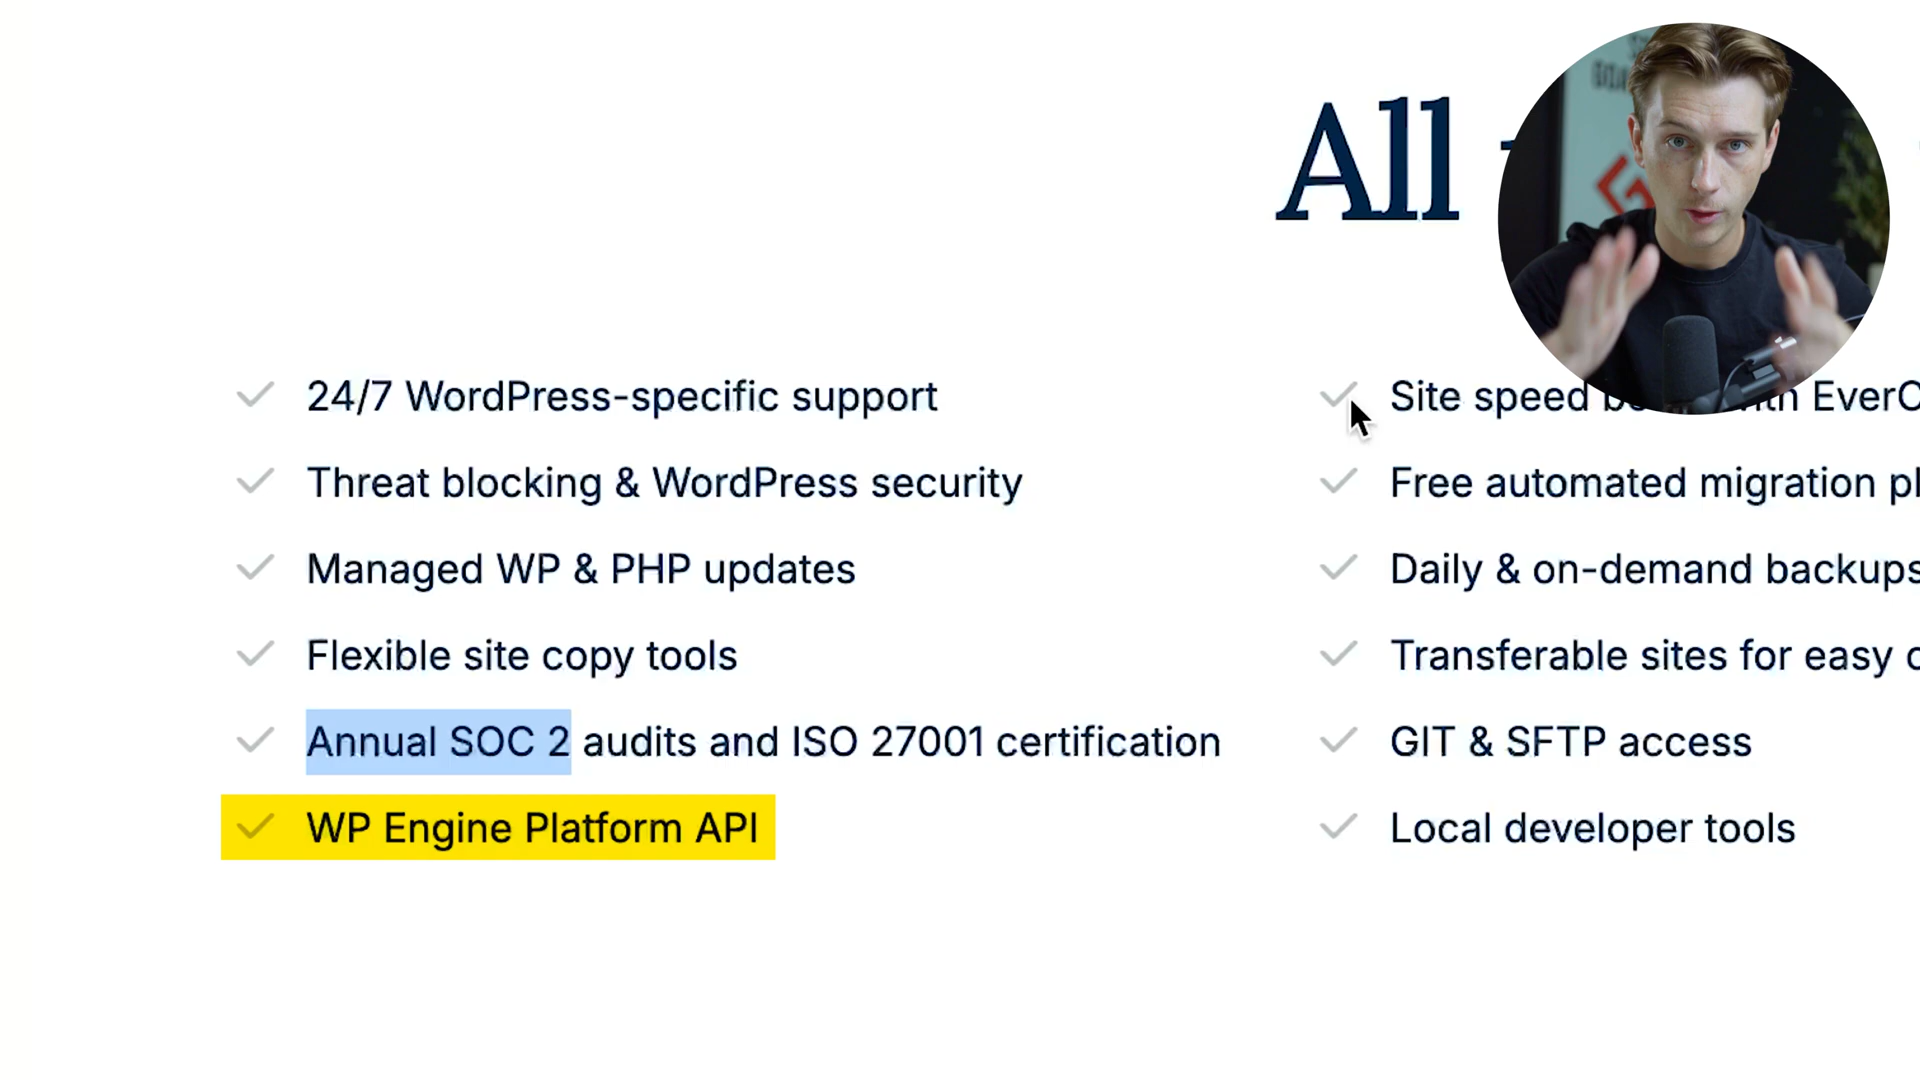 All
24/7 WordPress-specific support
Threat blocking & WordPress security
Managed WP & PHP updates
Flexible site copy tools
Annual SOC 2 audits and ISO 27001 certification
WP Engine Platform API
Site speed
Free automated migration
Daily & on-demand backups
Transferable sites for easy
GIT & SFTP access
Local developer tools